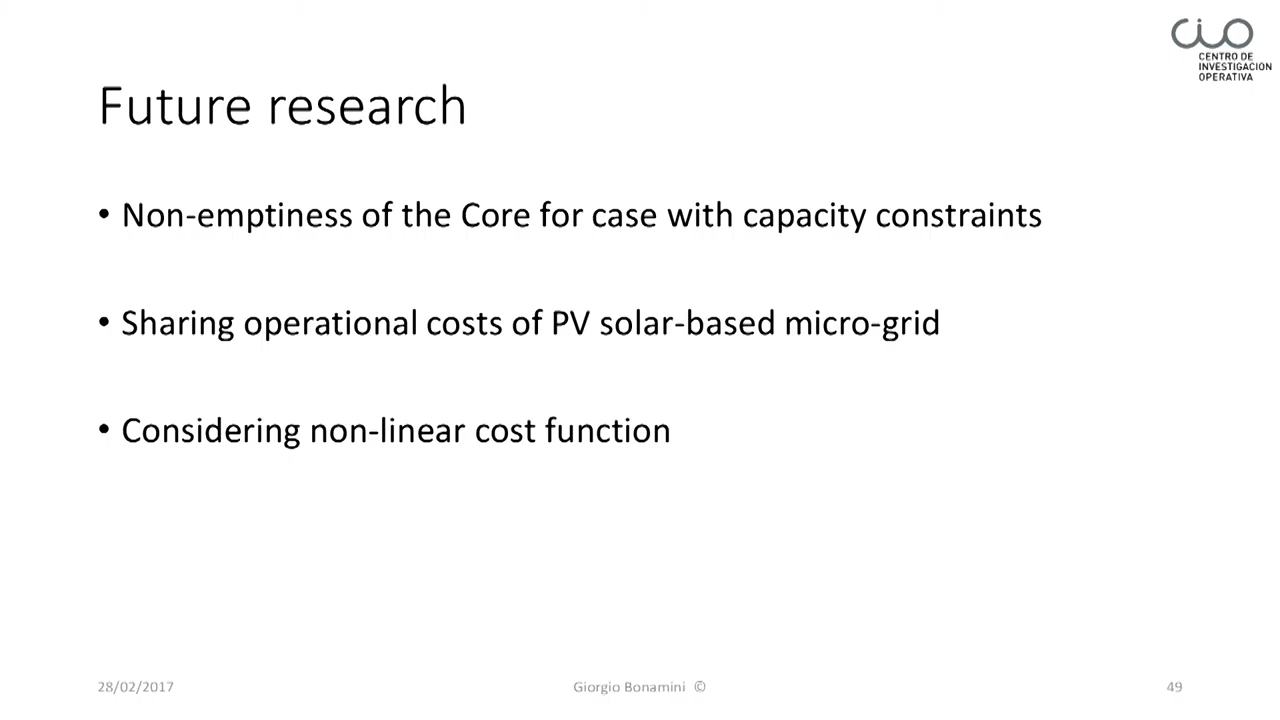 CIO
CENTRO DE
INVESTIGACION
OPERATIVA
Future research
• Non-emptiness of the Core for case with capacity constraints
• Sharing operational costs of PV solar-based micro-grid
• Considering non-linear cost function
28/02/2017
Giorgio Bonamini ©
49